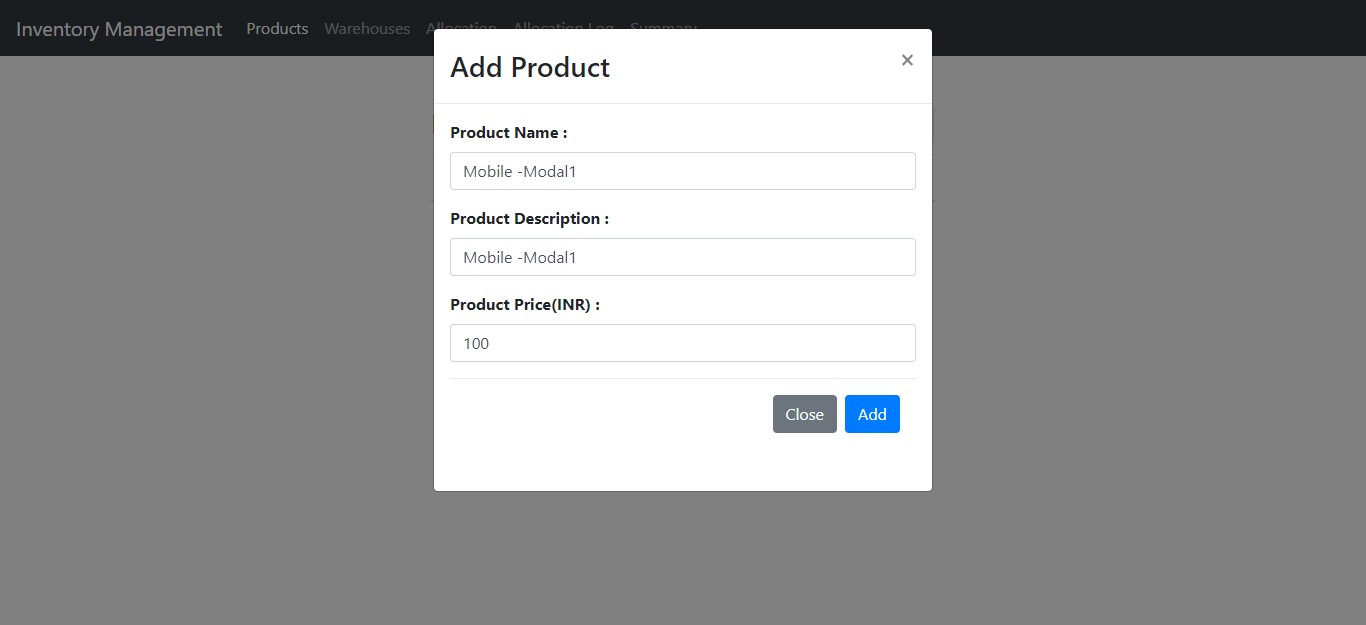 Inventory Management Products Warehouses Allocation Allocation Log Summary
Add Product ×
Product Name :
Mobile -Modal1
Product Description :
Mobile -Modal1
Product Price(INR) :
100
Close Add